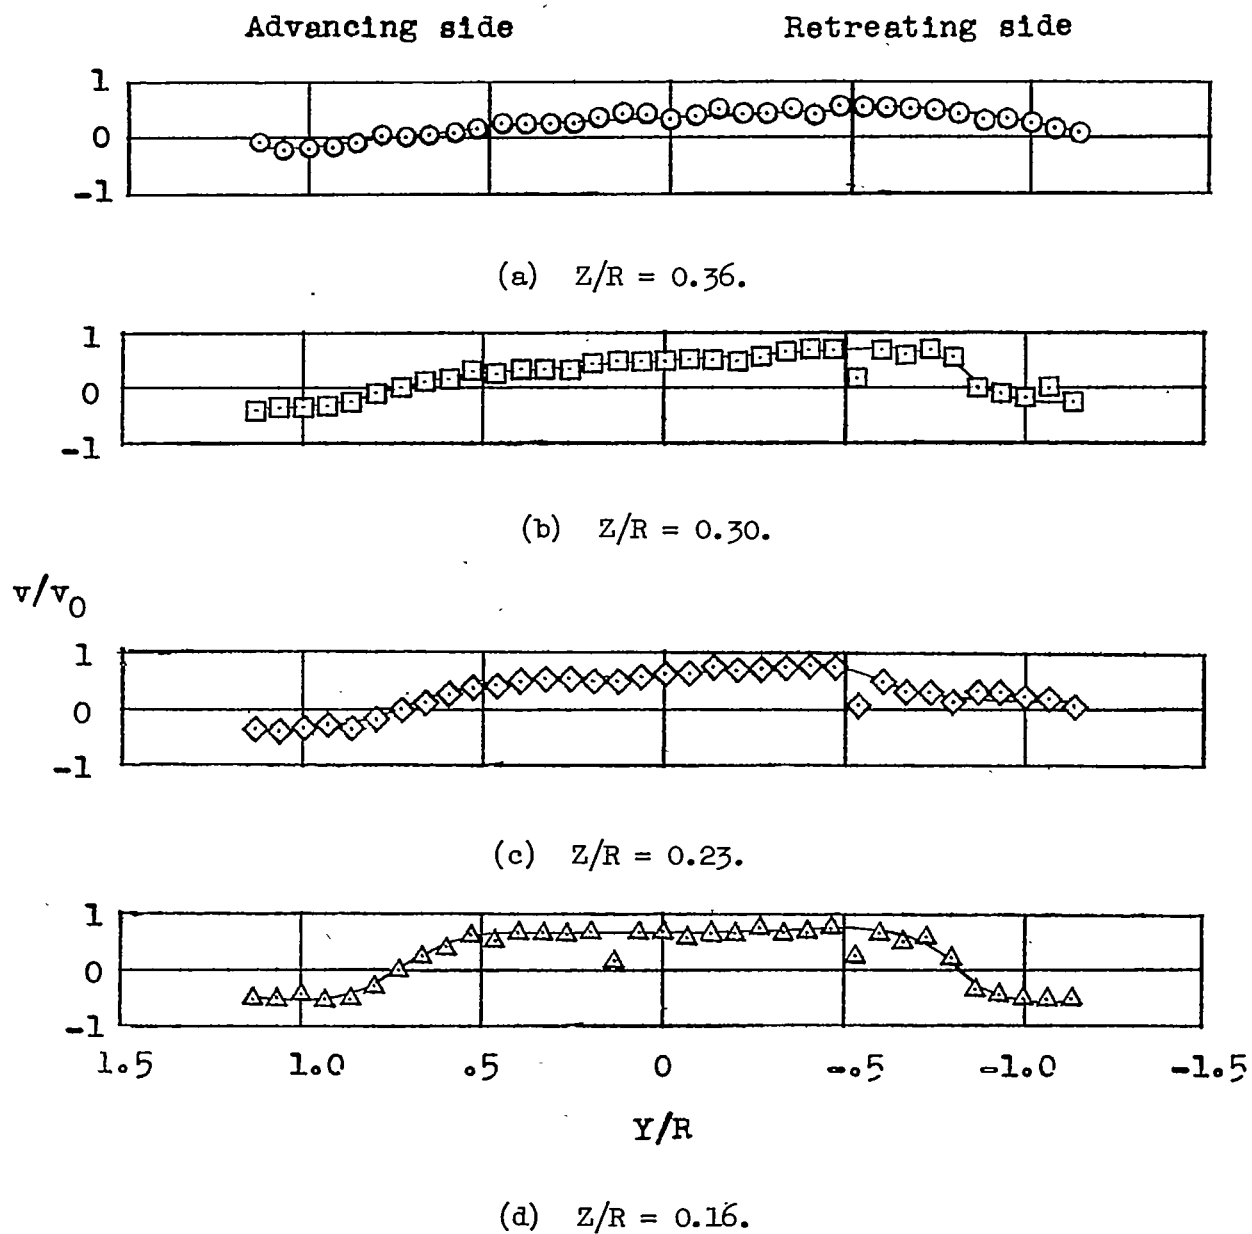 Advancing side Retreating side
1
0
-1
(a) Z/R = 0.36.
1
0
-1
(b) Z/R = 0.30.
v/v0
1
0
-1
(c) Z/R = 0.23.
1
0
-1
1.5 1.0 .5 0 -.5 -1.0 -1.5
Y/R
(d) Z/R = 0.16.